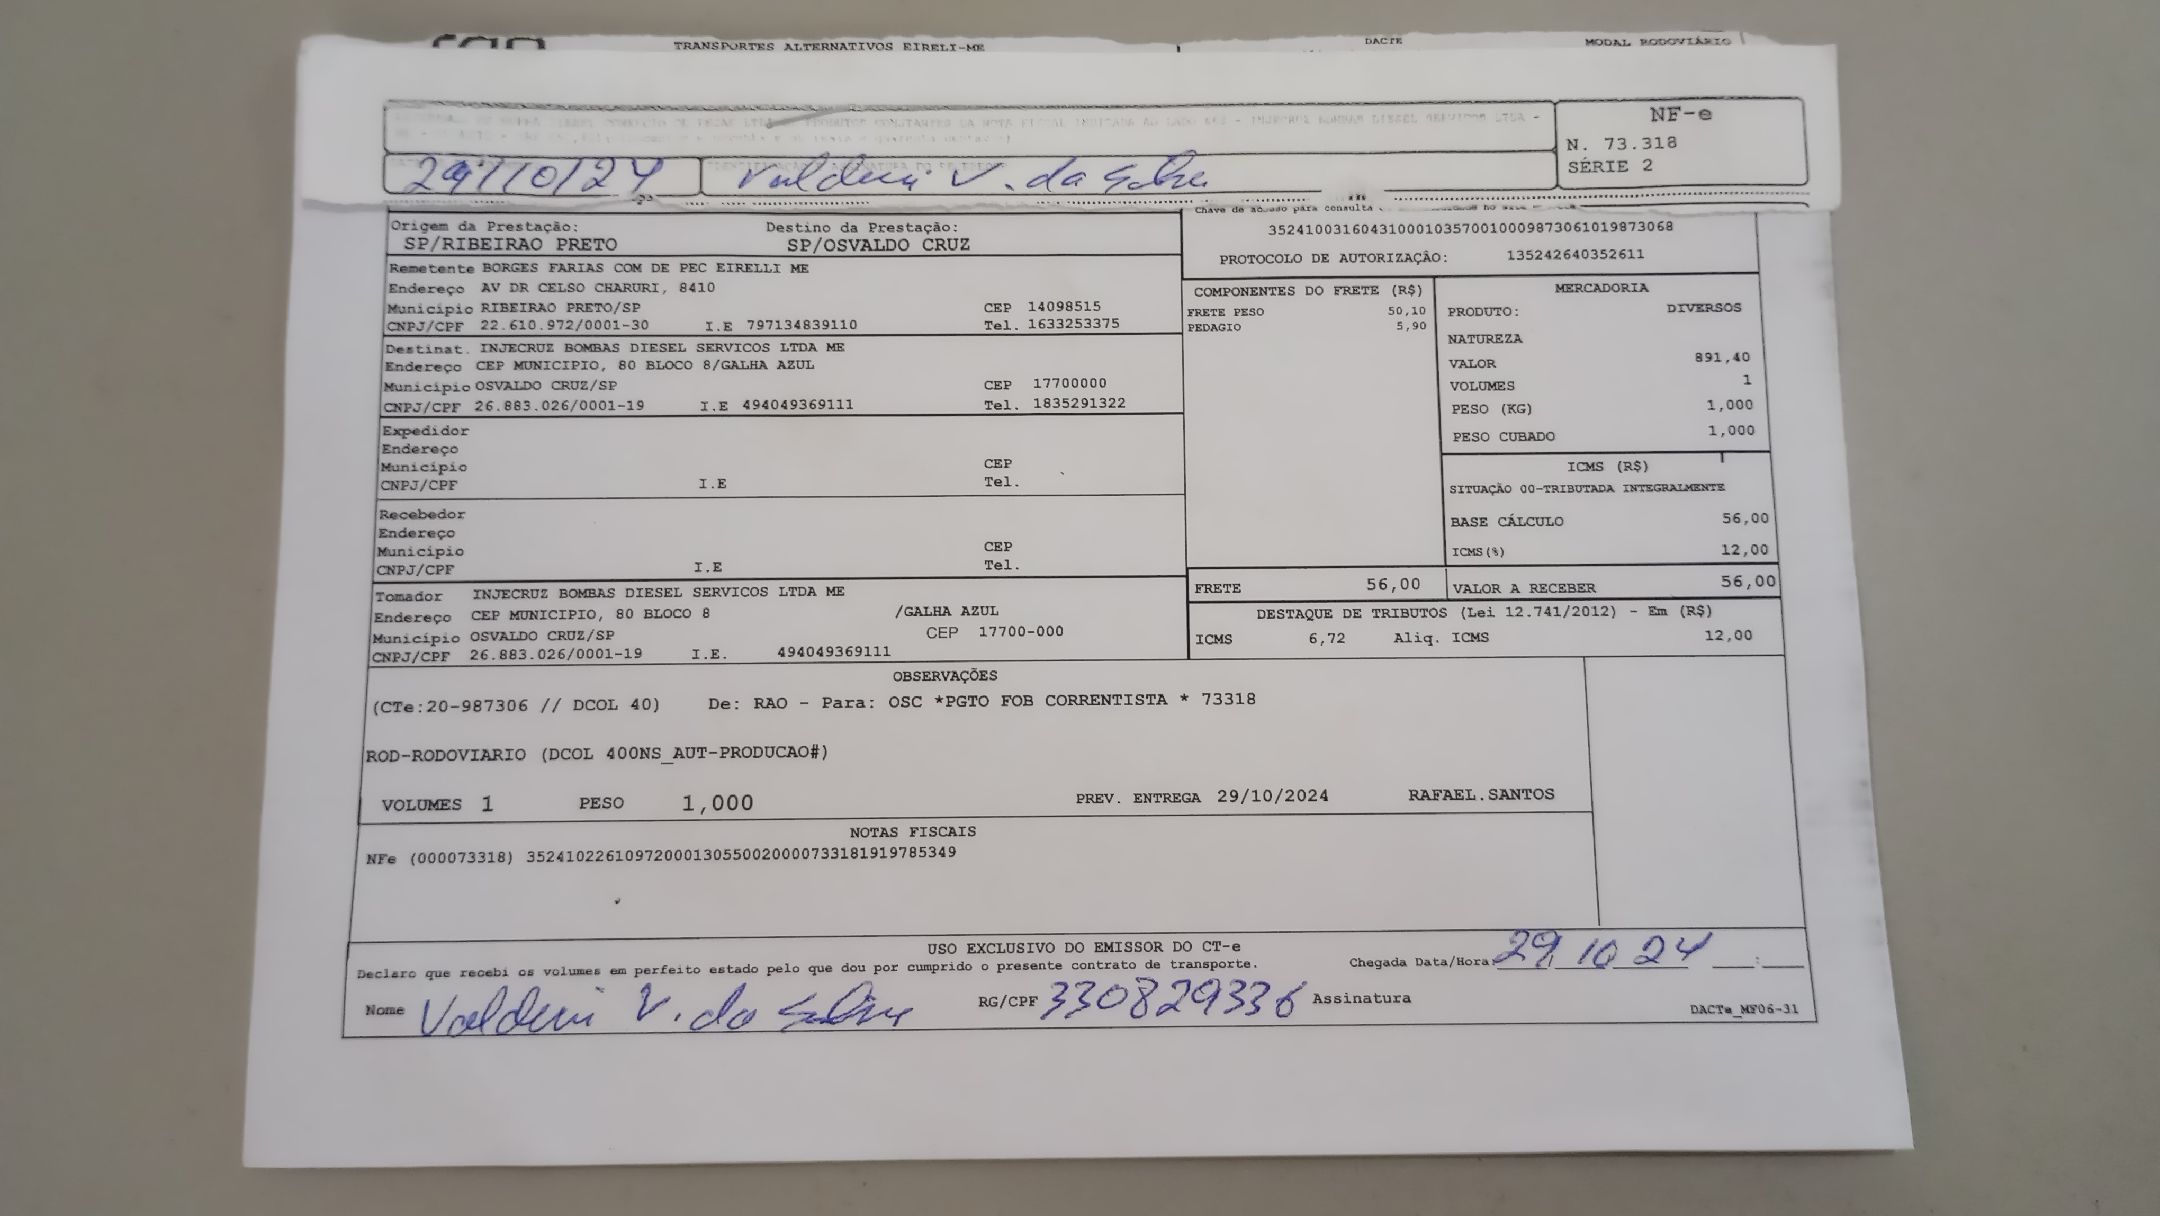 TRANSPORTES ALTERNATIVOS EIRELI-ME DACTE MODAL RODOVIÁRIO
NF-e
N. 73.318
SÉRIE 2
29/10/24 V. da
Chave de acesso para consulta
Origem da Prestação: Destino da Prestação:
SP/RIBEIRAO PRETO SP/OSVALDO CRUZ
35241003160431000103570010009873061019873068
PROTOCOLO DE AUTORIZAÇÃO: 135242640352611
Remetente BORGES FARIAS COM DE PEC EIRELLI ME
Endereço AV DR CELSO CHARURI, 8410
Município RIBEIRAO PRETO/SP CEP 14098515
CNPJ/CPF 22.610.972/0001-30 I.E 797134839110 Tel. 1633253375
Destinat. INJECRUZ BOMBAS DIESEL SERVICOS LTDA ME
Endereço CEP MUNICIPIO, 80 BLOCO 8/GALHA AZUL
Município OSVALDO CRUZ/SP CEP 17700000
CNPJ/CPF 26.883.026/0001-19 I.E 494049369111 Tel. 1835291322
Expedidor
Endereço
Município CEP
CNPJ/CPF I.E Tel.
Recebedor
Endereço
Município CEP
CNPJ/CPF I.E Tel.
Tomador INJECRUZ BOMBAS DIESEL SERVICOS LTDA ME
Endereço CEP MUNICIPIO, 80 BLOCO 8 /GALHA AZUL
Município OSVALDO CRUZ/SP CEP 17700-000
CNPJ/CPF 26.883.026/0001-19 I.E. 494049369111
COMPONENTES DO FRETE (R$)
FRETE PESO 50,10
PEDAGIO 5,90
MERCADORIA
PRODUTO: DIVERSOS
NATUREZA
VALOR 891,40
VOLUMES 1
PESO (KG) 1,000
PESO CUBADO 1,000
ICMS (R$)
SITUAÇÃO 00-TRIBUTADA INTEGRALMENTE
BASE CÁLCULO 56,00
ICMS(%) 12,00
FRETE 56,00 VALOR A RECEBER 56,00
DESTAQUE DE TRIBUTOS (Lei 12.741/2012) - Em (R$)
ICMS 6,72 Aliq. ICMS 12,00
OBSERVAÇÕES
(CTe:20-987306 // DCOL 40) De: RAO - Para: OSC *PGTO FOB CORRENTISTA * 73318
ROD-RODOVIARIO (DCOL 400NS_AUT-PRODUCAO#)
VOLUMES 1 PESO 1,000 PREV. ENTREGA 29/10/2024 RAFAEL.SANTOS
NOTAS FISCAIS
NFe (000073318) 35241022610972000130550020000733181919785349
USO EXCLUSIVO DO EMISSOR DO CT-e
Declaro que recebi os volumes em perfeito estado pelo que dou por cumprido o presente contrato de transporte. Chegada Data/Hora: 29 10 24 :
Nome V. da RG/CPF 330829336 Assinatura
DACTe_MF06-31